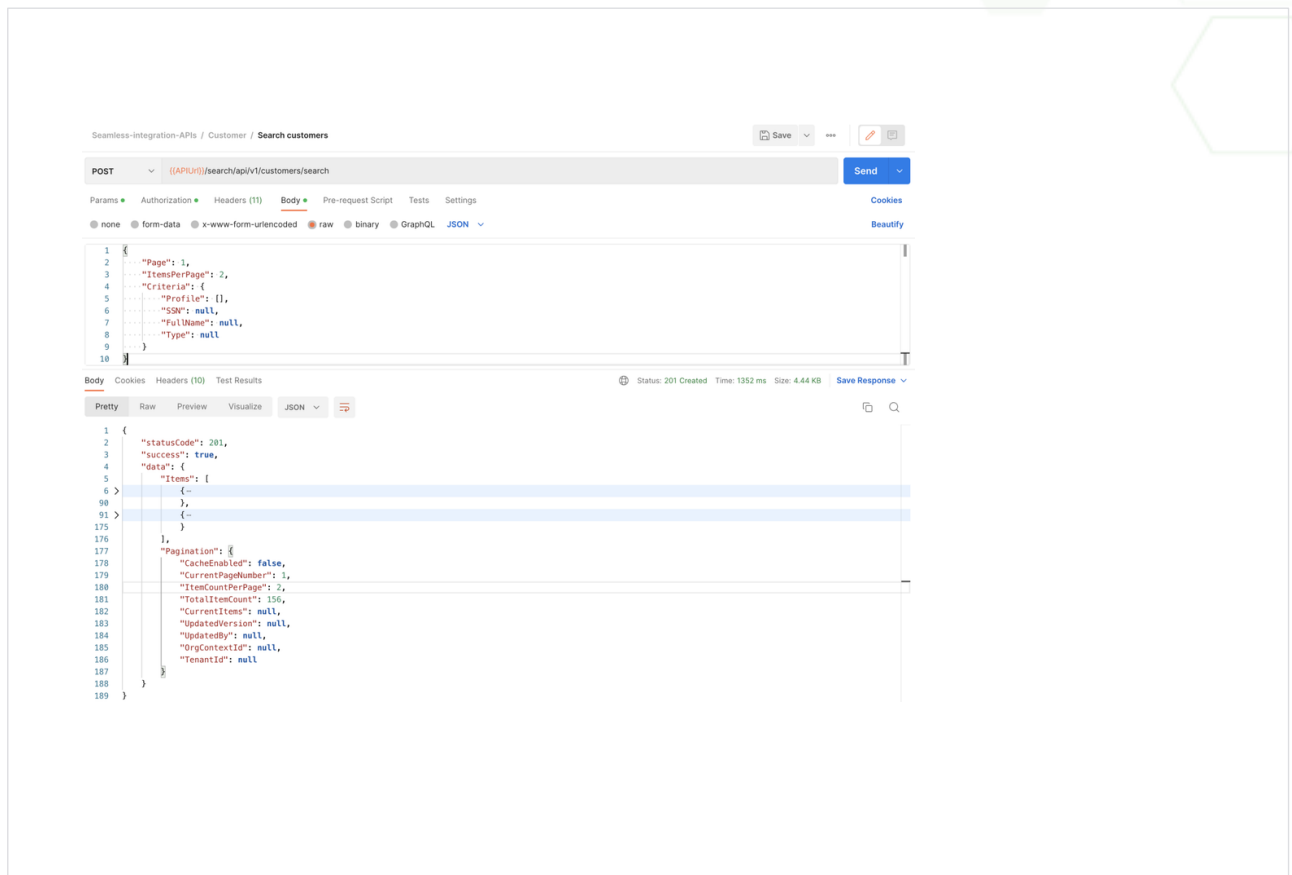 Seamless-integration-APIs / Customer / Search customers
Save
POST
{{APIUrl}}/search/api/v1/customers/search
Send
Params Authorization Headers (11) Body Pre-request Script Tests Settings
Cookies
none form-data x-www-form-urlencoded raw binary GraphQL JSON
Beautify
1 {
2 "Page": 1,
3 "ItemsPerPage": 2,
4 "Criteria": {
5 "Profile": [],
6 "SSN": null,
7 "FullName": null,
8 "Type": null
9 }
10 }
Body Cookies Headers (10) Test Results
Status: 201 Created Time: 1352 ms Size: 4.44 KB Save Response
Pretty Raw Preview Visualize JSON
1 {
2 "statusCode": 201,
3 "success": true,
4 "data": {
5 "Items": [
6 {
90 },
91 {
175 }
176 ],
177 "Pagination": {
178 "CacheEnabled": false,
179 "CurrentPageNumber": 1,
180 "ItemCountPerPage": 2,
181 "TotalItemCount": 156,
182 "CurrentItems": null,
183 "UpdatedVersion": null,
184 "UpdatedBy": null,
185 "OrgContextId": null,
186 "TenantId": null
187 }
188 }
189 }